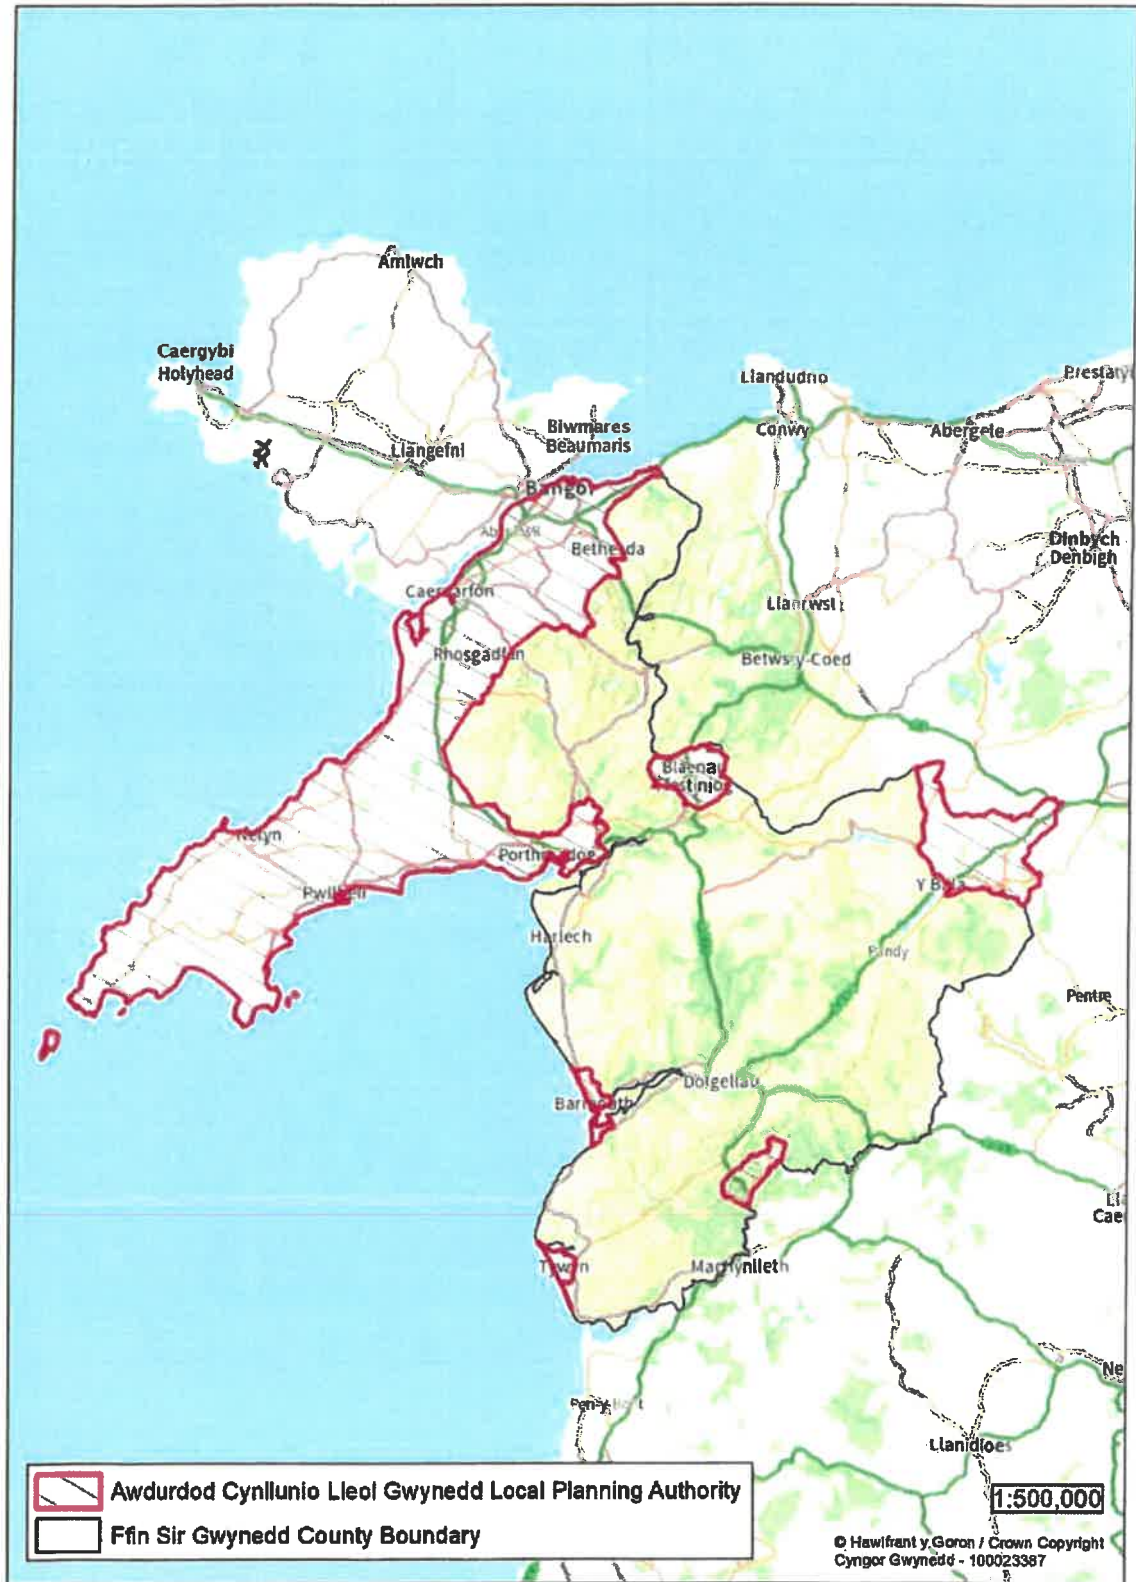 Amlwch
Caergybi
Holyhead
Llandudno
Conwy
Abergele
Biwmares
Beaumaris
Llangefni
Bangor
Bethesda
Dinbych
Denbigh
Caernarfon
Llanrwst
Rhosgadfan
Betws-y-Coed
Blaenau
Ffestiniog
Nefyn
Porthmadog
Pwllheli
Y Bala
Harlech
Pandy
Pentre
Dolgellau
Barmouth
Tywyn
Machynlleth
Llanidloes
Awdurdod Cynllunio Lleol Gwynedd Local Planning Authority
Ffin Sir Gwynedd County Boundary
1:500,000
© Hawlfraint y Goron / Crown Copyright
Cyngor Gwynedd - 100023387